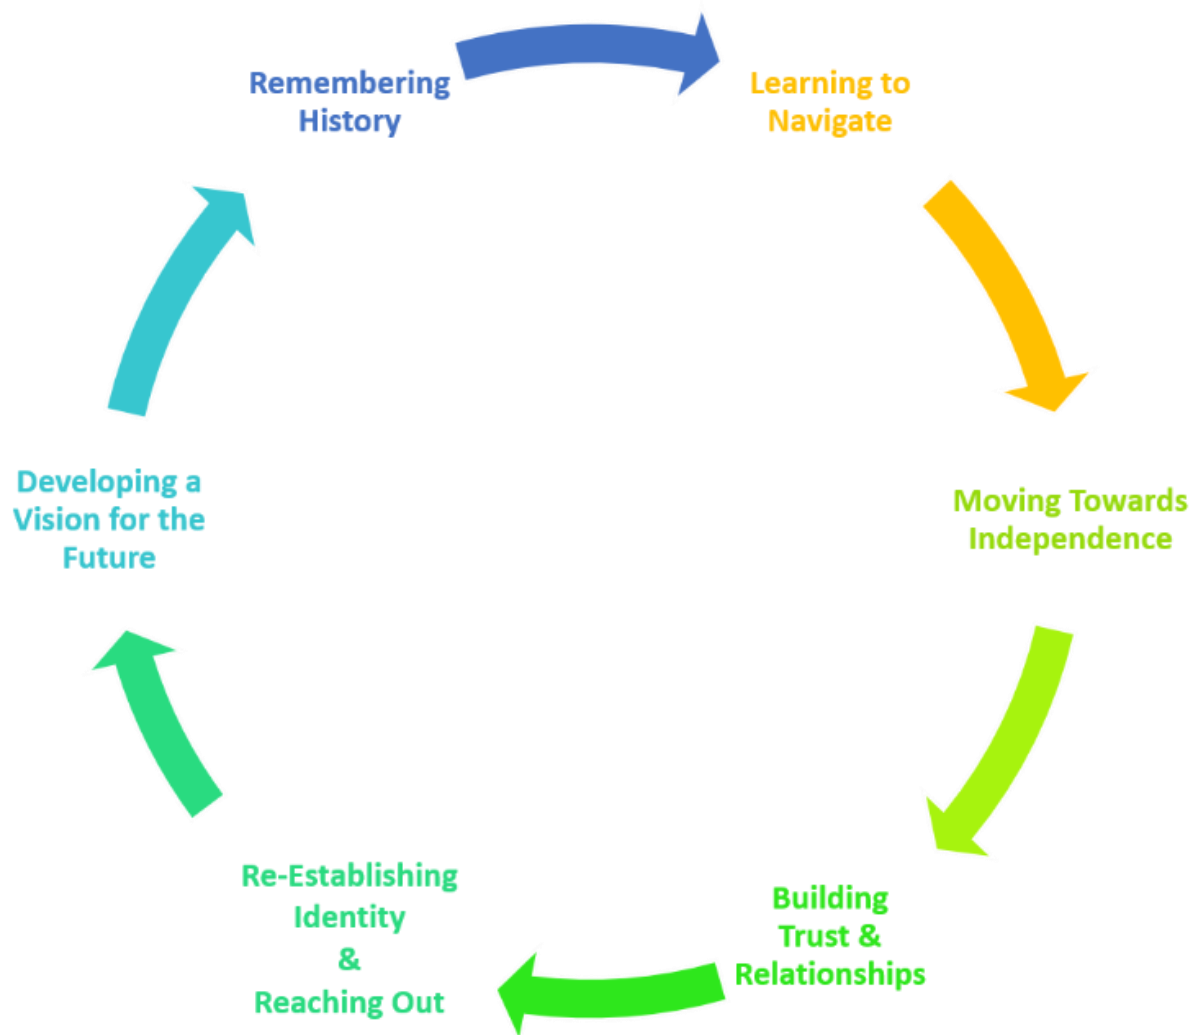 Remembering
History
Learning to
Navigate
Moving Towards
Independence
Building
Trust &
Relationships
Re-Establishing
Identity
&
Reaching Out
Developing a
Vision for the
Future